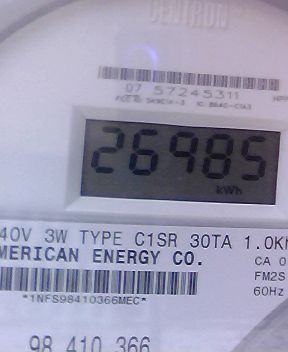 CENTRON
07 57245311
26985
kWh
40V 3W TYPE C1SR 30TA 1.0K
MERICAN ENERGY CO.
CA 0
FM2S
60Hz
*1NFS98410366MEC*
98 410 366